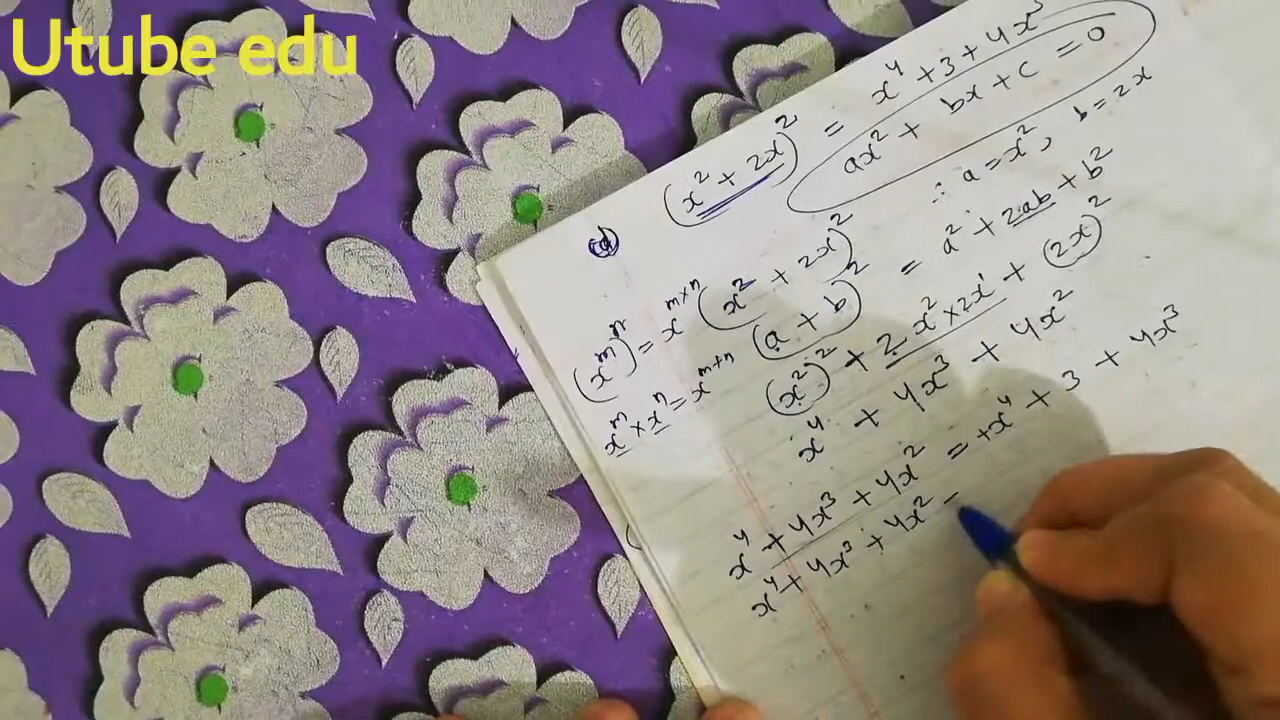 Utube edu
(x² + 2x)² = x⁴ + 3 + 4x³
ax² + bx + c = 0
∴ a = x², b = 2x
(x² + 2x)²
(a + b)² = a² + 2ab + b²
(xᵐ)ⁿ = xᵐˣⁿ
xᵐ × xⁿ = xᵐ⁺ⁿ
(x²)² + 2x² × 2x¹ + (2x)²
x⁴ + 4x³ + 4x²
x⁴ + 4x³ + 4x² = +x⁴ + 3 + 4x³
x⁴ + 4x³ + 4x² –